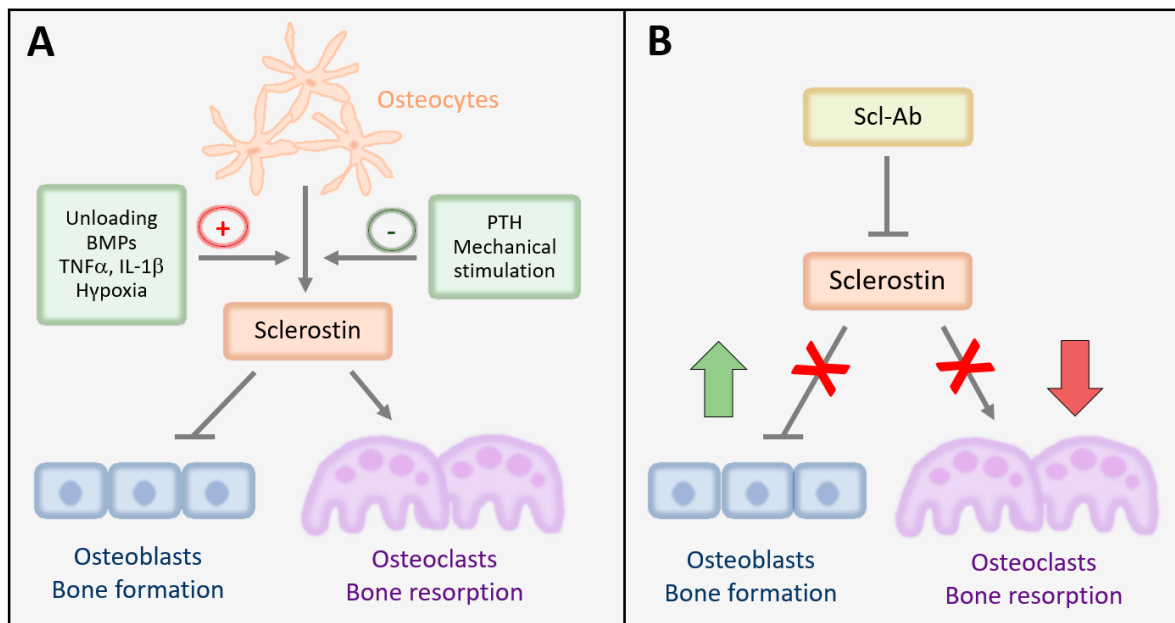 A
Osteocytes
Unloading
BMPs
TNFα, IL-1β
Hypoxia
+
-
PTH
Mechanical
stimulation
Sclerostin
Osteoblasts
Bone formation
Osteoclasts
Bone resorption
B
Scl-Ab
Sclerostin
Osteoblasts
Bone formation
Osteoclasts
Bone resorption